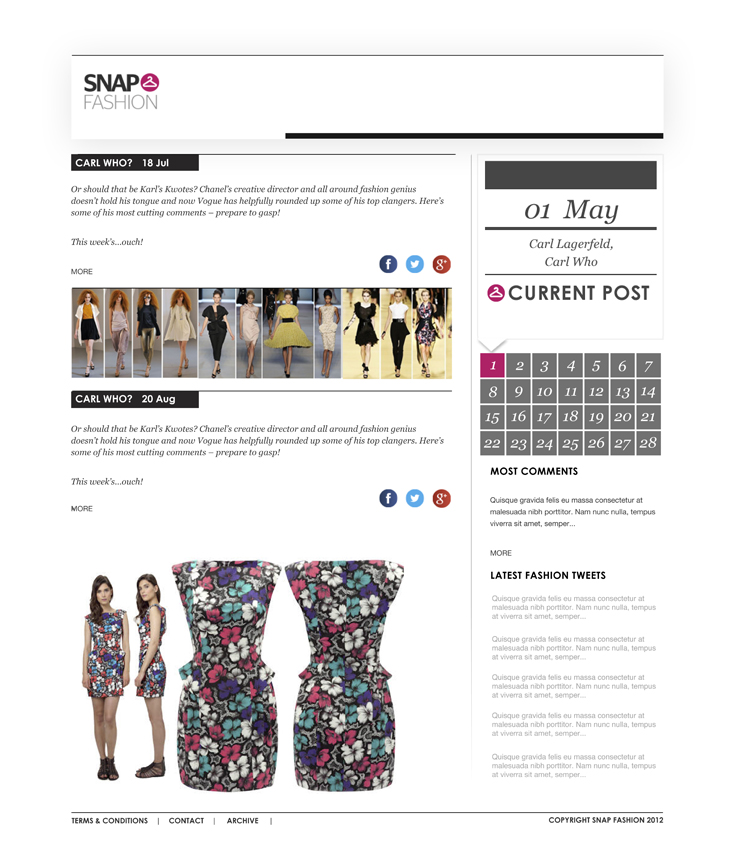 SNAP
FASHION
CARL WHO? 18 Jul
Or should that be Karl's Kwotes? Chanel's creative director and all around fashion genius
doesn't hold his tongue and now Vogue has helpfully rounded up some of his top clangers. Here's
some of his most cutting comments – prepare to gasp!
This week's...ouch!
MORE
f
g+
CARL WHO? 20 Aug
Or should that be Karl's Kwotes? Chanel's creative director and all around fashion genius
doesn't hold his tongue and now Vogue has helpfully rounded up some of his top clangers. Here's
some of his most cutting comments – prepare to gasp!
This week's...ouch!
MORE
f
g+
01 May
Carl Lagerfeld,
Carl Who
CURRENT POST
1 2 3 4 5 6 7
8 9 10 11 12 13 14
15 16 17 18 19 20 21
22 23 24 25 26 27 28
MOST COMMENTS
Quisque gravida felis eu massa consectetur at
malesuada nibh porttitor. Nam nunc nulla, tempus
viverra sit amet, semper...
MORE
LATEST FASHION TWEETS
Quisque gravida felis eu massa consectetur at
malesuada nibh porttitor. Nam nunc nulla, tempus
at viverra sit amet, semper...
Quisque gravida felis eu massa consectetur at
malesuada nibh porttitor. Nam nunc nulla, tempus
at viverra sit amet, semper...
Quisque gravida felis eu massa consectetur at
malesuada nibh porttitor. Nam nunc nulla, tempus
at viverra sit amet, semper...
Quisque gravida felis eu massa consectetur at
malesuada nibh porttitor. Nam nunc nulla, tempus
at viverra sit amet, semper...
Quisque gravida felis eu massa consectetur at
malesuada nibh porttitor. Nam nunc nulla, tempus
at viverra sit amet, semper...
TERMS & CONDITIONS | CONTACT | ARCHIVE |
COPYRIGHT SNAP FASHION 2012